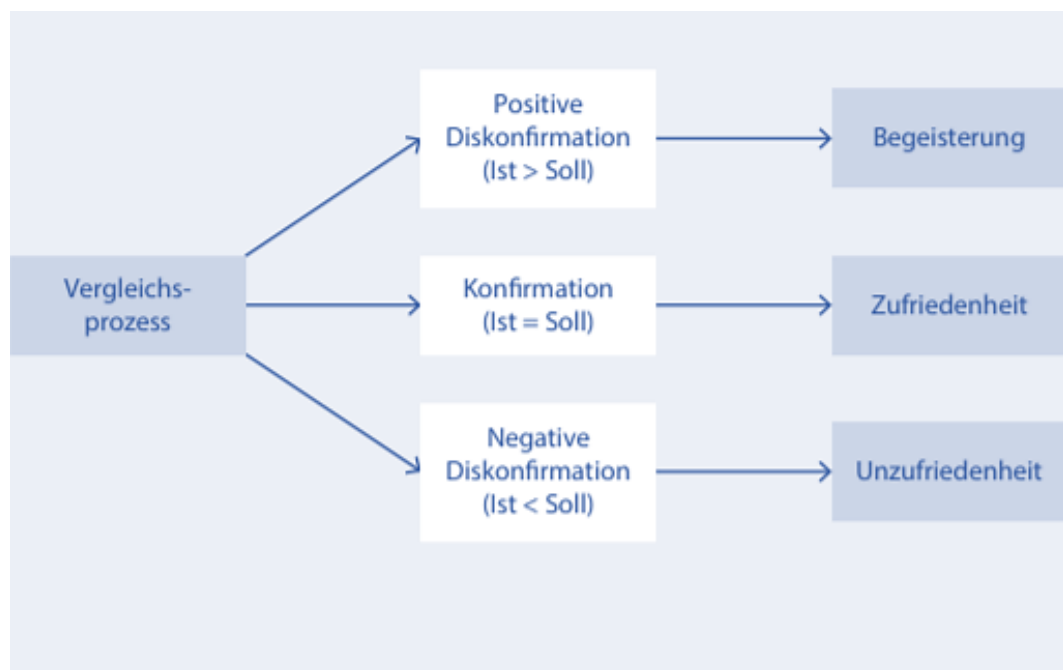 Positive
Diskonfirmation
(Ist > Soll)
Begeisterung
Vergleichs-
prozess
Konfirmation
(Ist = Soll)
Zufriedenheit
Negative
Diskonfirmation
(Ist < Soll)
Unzufriedenheit